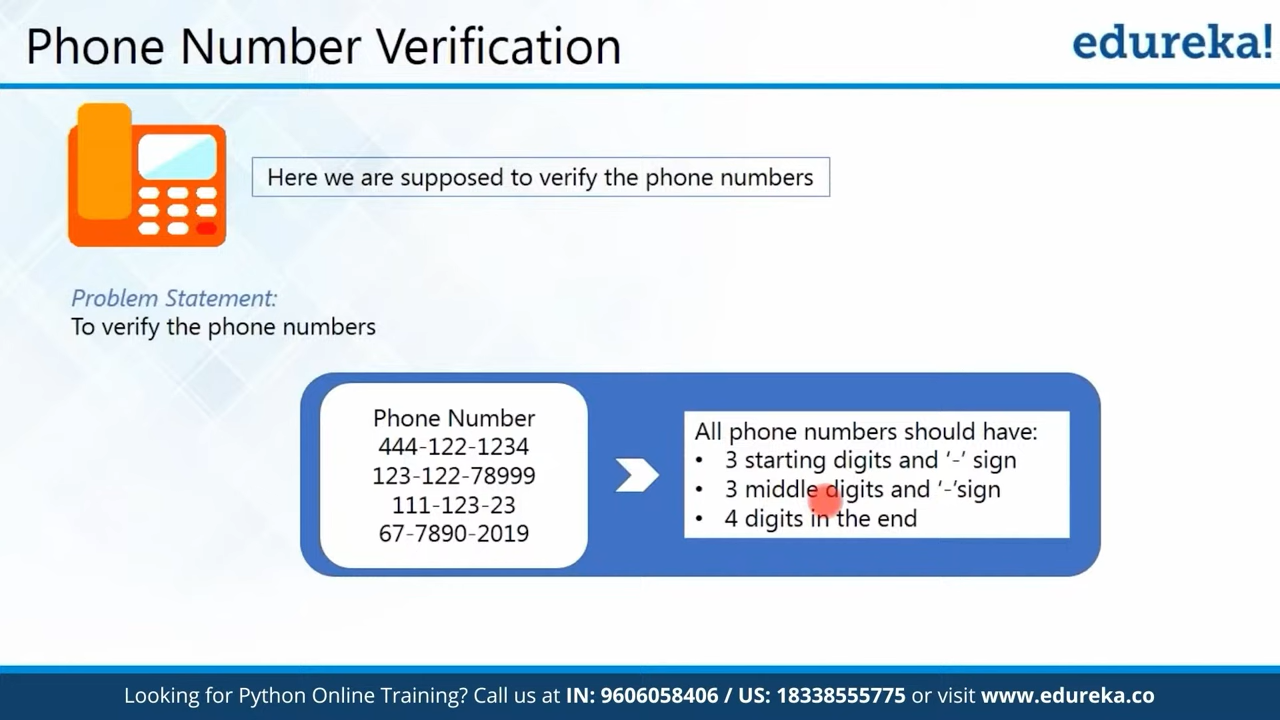 Phone Number Verification
edureka!
Here we are supposed to verify the phone numbers
Problem Statement:
To verify the phone numbers
Phone Number
444-122-1234
123-122-78999
111-123-23
67-7890-2019
All phone numbers should have:
• 3 starting digits and ‘-’ sign
• 3 middle digits and ‘-’sign
• 4 digits in the end
Looking for Python Online Training? Call us at IN: 9606058406 / US: 18338555775 or visit www.edureka.co